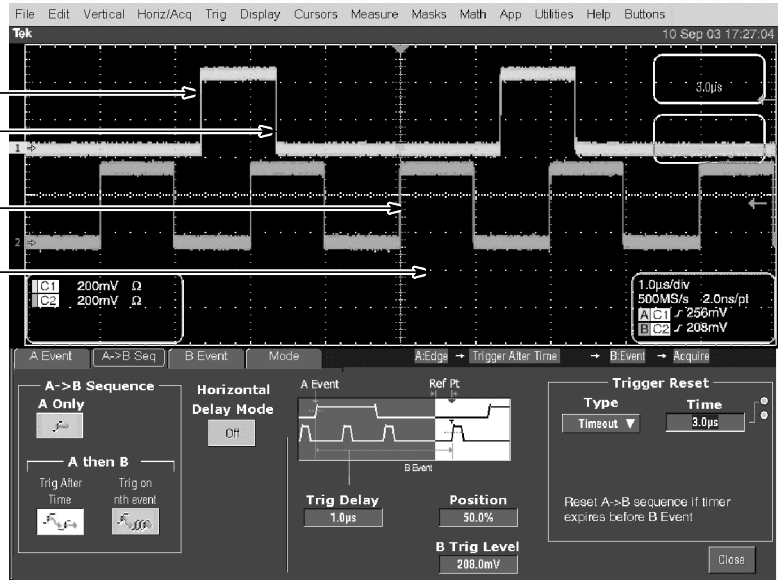 File Edit Vertical Horiz/Acq Trig Display Cursors Measure Masks Math App Utilities Help Buttons
Tek 10 Sep 03 17:27:04
3.0µs
1
2
C1 200mV Ω
C2 200mV Ω
1.0µs/div
500MS/s 2.0ns/pt
A C1 256mV
B C2 208mV
A Event A->B Seq B Event Mode A:Edge → Trigger After Time → B:Event → Acquire
A->B Sequence
A Only
A then B
Trig After Time
Trig on nth event
Horizontal
Delay Mode
Off
A Event Ref Pt
B Event
Trig Delay
1.0µs
Position
50.0%
B Trig Level
208.0mV
Trigger Reset
Type Time
Timeout ▼ 3.0µs
Reset A->B sequence if timer
expires before B Event
Close